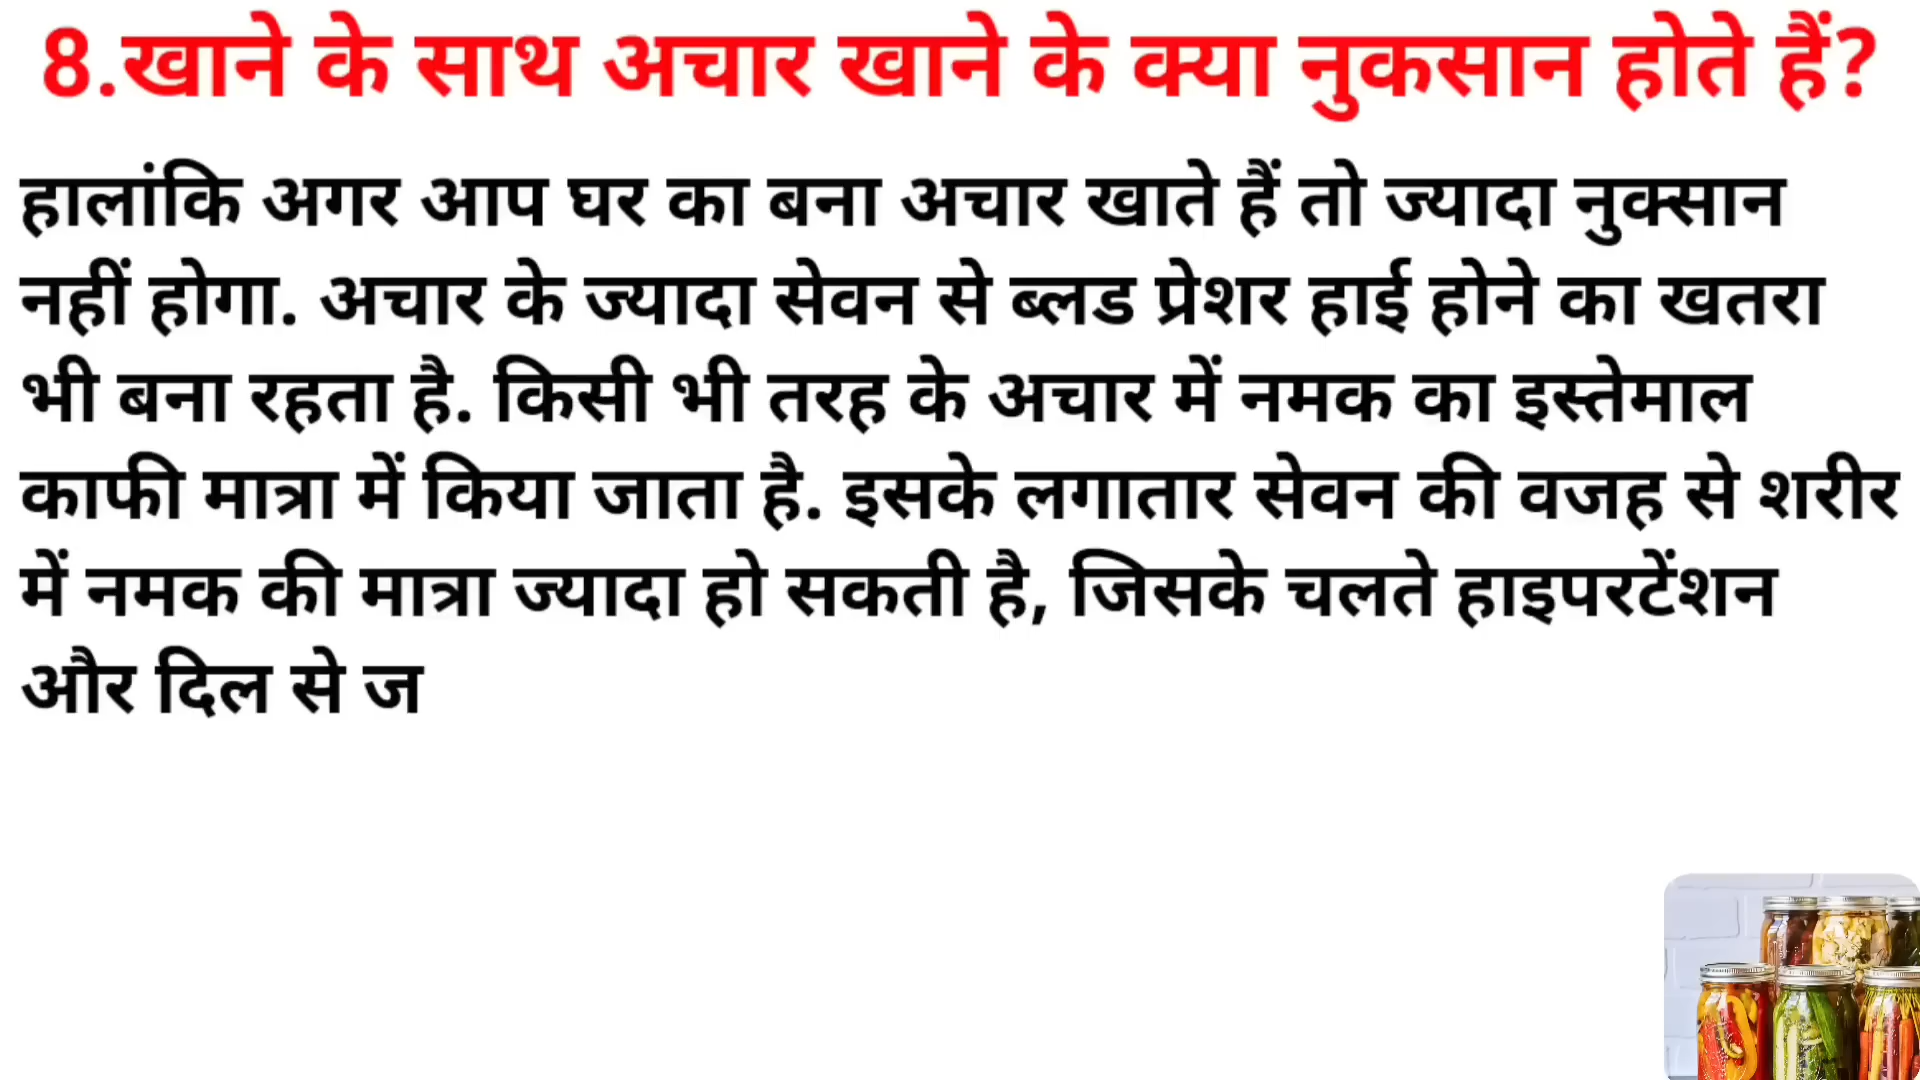 8.खाने के साथ अचार खाने के क्या नुकसान होते हैं?
हालांकि अगर आप घर का बना अचार खाते हैं तो ज्यादा नुक्सान
नहीं होगा. अचार के ज्यादा सेवन से ब्लड प्रेशर हाई होने का खतरा
भी बना रहता है. किसी भी तरह के अचार में नमक का इस्तेमाल
काफी मात्रा में किया जाता है. इसके लगातार सेवन की वजह से शरीर
में नमक की मात्रा ज्यादा हो सकती है, जिसके चलते हाइपरटेंशन
और दिल से ज